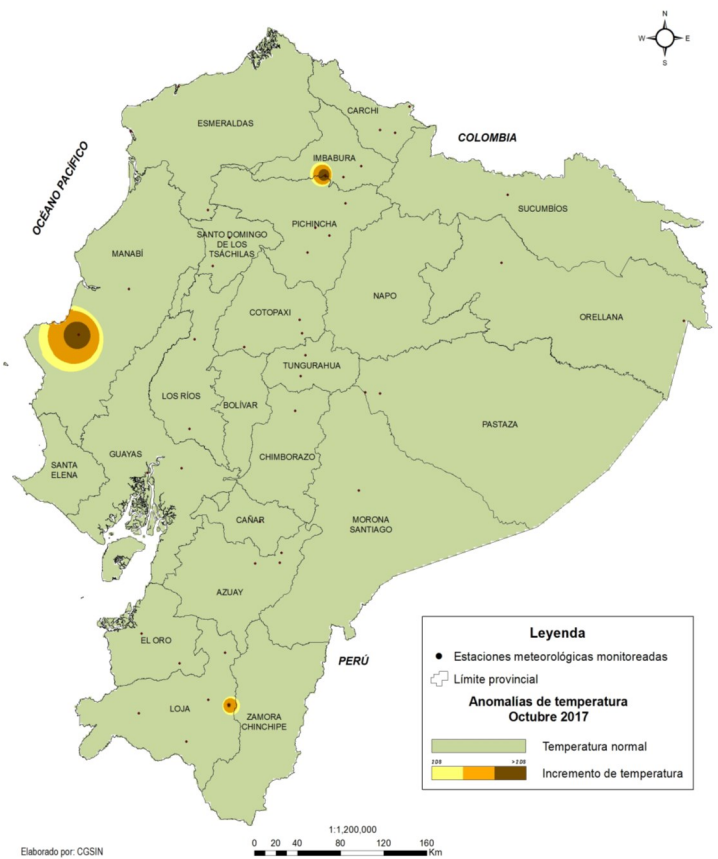 N
W E
S
ESMERALDAS
CARCHI
COLOMBIA
IMBABURA
OCÉANO PACÍFICO
SUCUMBÍOS
PICHINCHA
SANTO DOMINGO
DE LOS
TSÁCHILAS
MANABÍ
NAPO
COTOPAXI
ORELLANA
TUNGURAHUA
LOS RÍOS
BOLÍVAR
PASTAZA
GUAYAS
CHIMBORAZO
SANTA
ELENA
CAÑAR
MORONA
SANTIAGO
AZUAY
EL ORO
PERÚ
LOJA
ZAMORA
CHINCHIPE
Leyenda
Estaciones meteorológicas monitoreadas
Límite provincial
Anomalías de temperatura
Octubre 2017
Temperatura normal
Incremento de temperatura
1:1,200,000
0 20 40 80 120 160
Km
Elaborado por: CGSIN